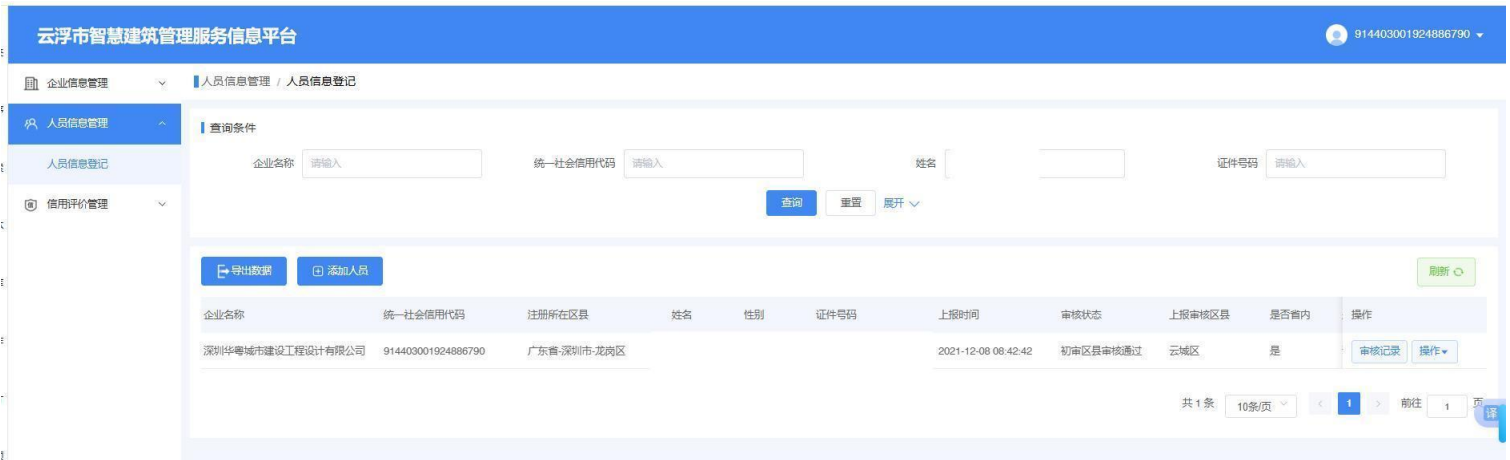 云浮市智慧建筑管理服务信息平台
914403001924886790
企业信息管理
人员信息管理 / 人员信息登记
人员信息管理
查询条件
人员信息登记
企业名称 请输入 统一社会信用代码 请输入 姓名 证件号码 请输入
信用评价管理
查询 重置 展开
导出数据 添加人员 刷新
企业名称 统一社会信用代码 注册所在区县 姓名 性别 证件号码 上报时间 审核状态 上报审核区县 是否省内 操作
深圳华粤城市建设工程设计有限公司 914403001924886790 广东省-深圳市-龙岗区 2021-12-08 08:42:42 初审区县审核通过 云城区 是 审核记录 操作
共 1 条 10条/页 < 1 > 前往 1 页
译